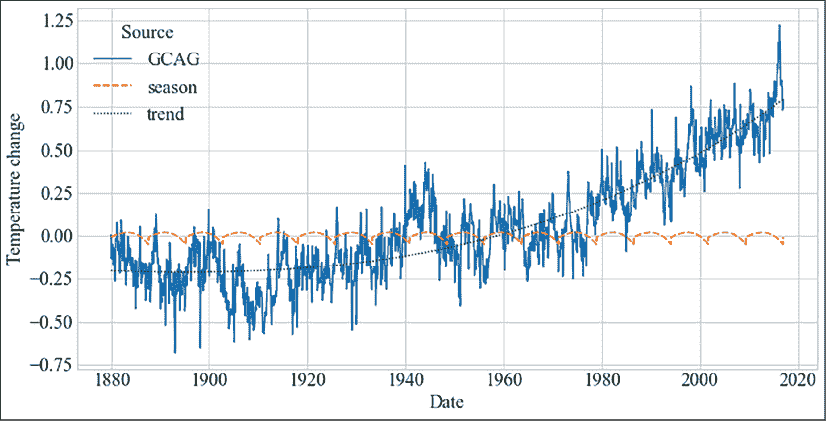 1.25
1.00
0.75
0.50
0.25
0.00
−0.25
−0.50
−0.75
Temperature change
Source
GCAG
season
trend
1880 1900 1920 1940 1960 1980 2000 2020
Date